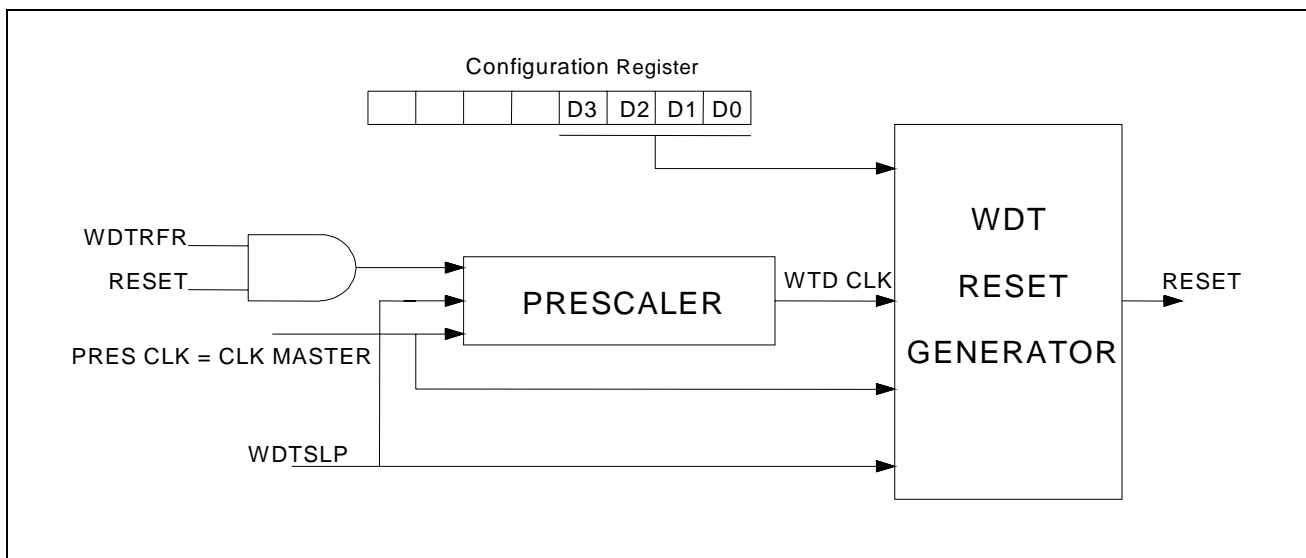 Configuration Register
D3 D2 D1 D0
WDTRFR
RESET
PRES CLK = CLK MASTER
WDTSLP
PRESCALER
WTD CLK
WDT
RESET
GENERATOR
RESET